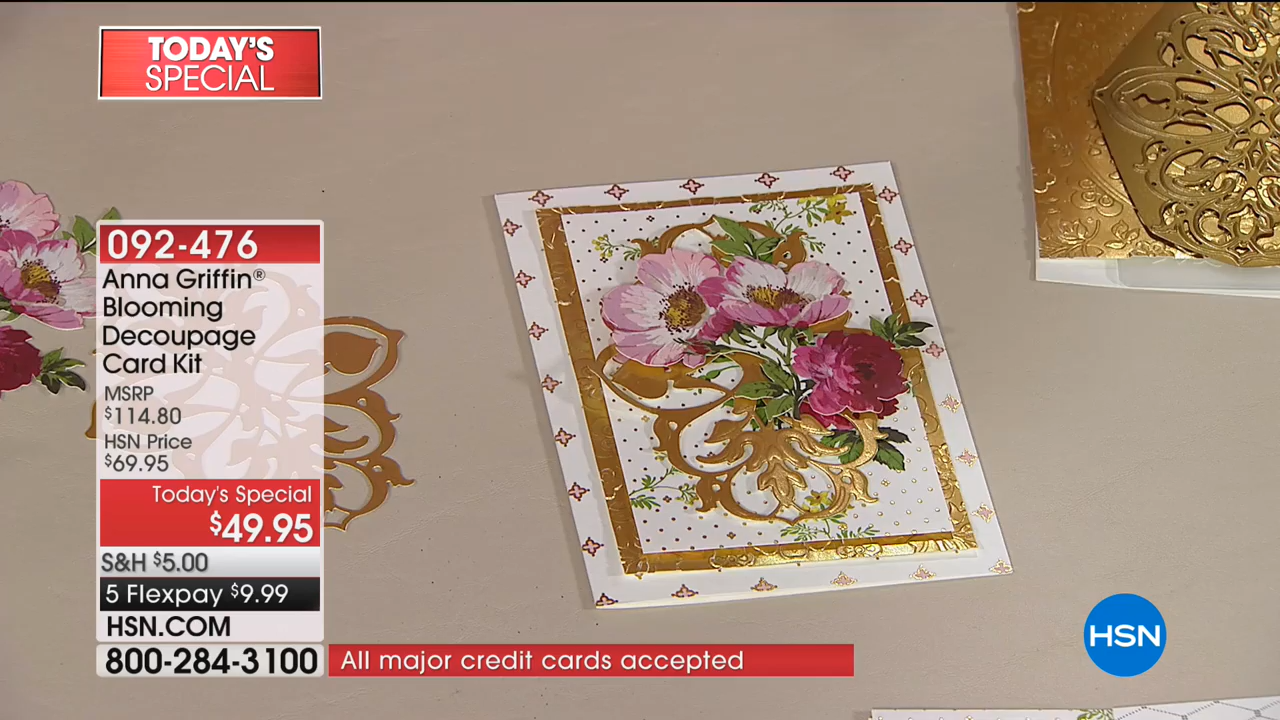 TODAY'S
SPECIAL
092-476
Anna Griffin®
Blooming
Decoupage
Card Kit
MSRP
$114.80
HSN Price
$69.95
Today's Special
$49.95
S&H $5.00
5 Flexpay $9.99
HSN.COM
800-284-3100
All major credit cards accepted
HSN